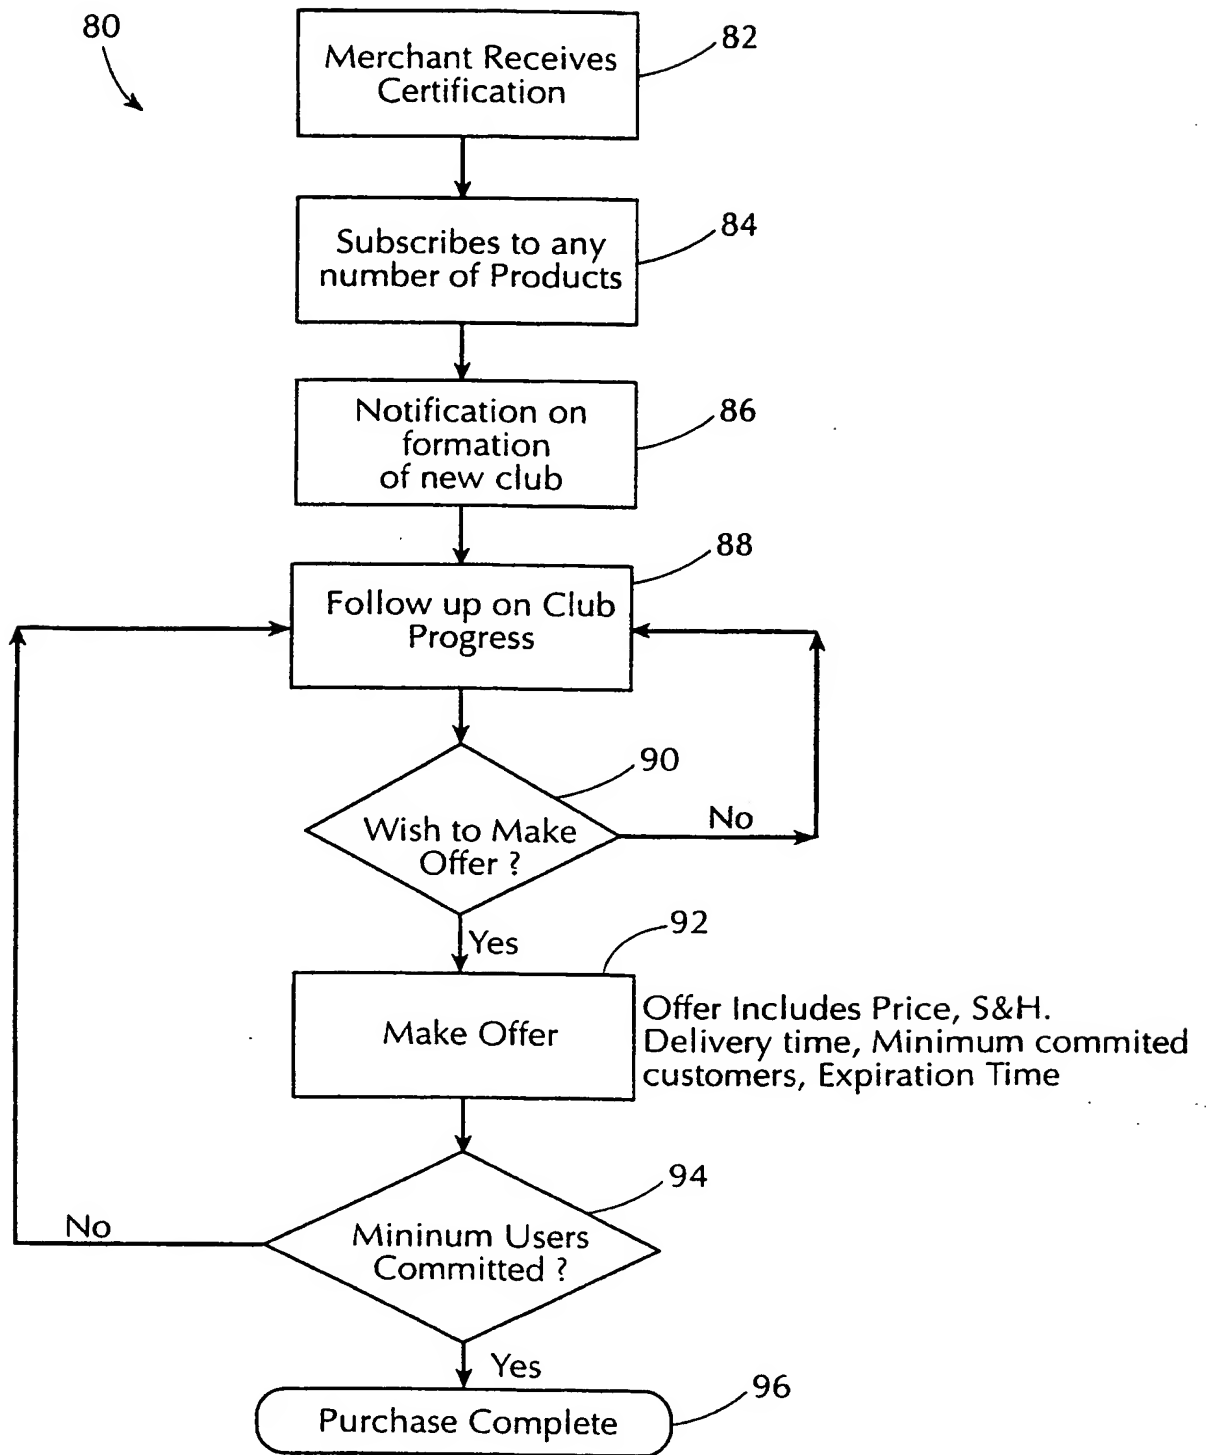 80
Merchant Receives
Certification
82
Subscribes to any
number of Products
84
Notification on
formation
of new club
86
Follow up on Club
Progress
88
Wish to Make
Offer ?
90
No
Yes
92
Make Offer
Offer Includes Price, S&H.
Delivery time, Minimum commited
customers, Expiration Time
Mininum Users
Committed ?
94
No
Yes
Purchase Complete
96